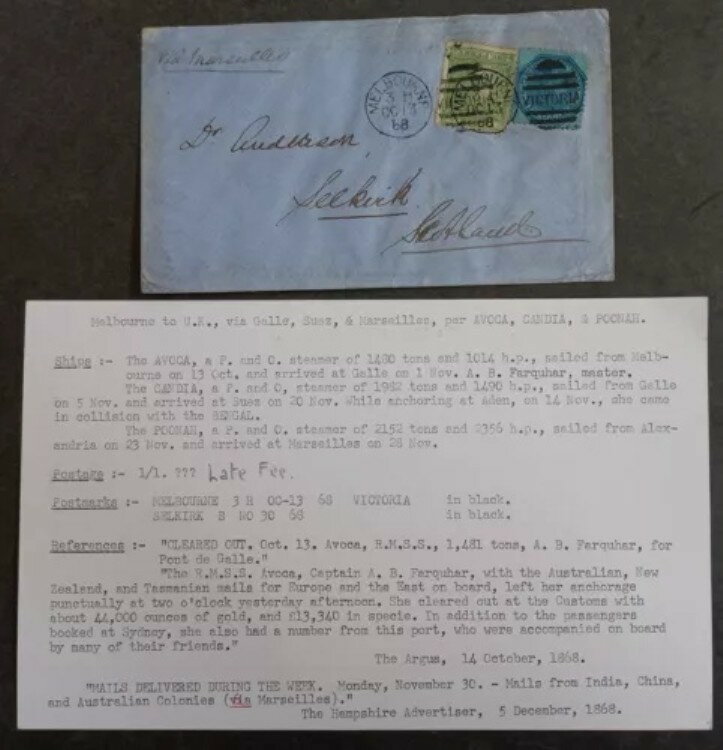 via Marseilles
MELBOURNE
3 H
OC 13
68
MELBOURNE
68
VICTORIA
Dr Anderson,
Selkirk
Scotland
Melbourne to U.K., via Galle, Suez, & Marseilles, per AVOCA, CANDIA, & POONAH.
Ships :- The AVOCA, a P. and O. steamer of 1480 tons and 1014 h.p., sailed from Melb-
ourne on 13 Oct. and arrived at Galle on 1 Nov. A. B. Farquhar, master.
The CANDIA, a P. and O, steamer of 1982 tons and 1490 h.p., sailed from Galle
on 5 Nov. and arrived at Suez on 20 Nov. While anchoring at Aden, on 14 Nov., she came
in collision with the BENGAL.
The POONAH, a P. and O. steamer of 2152 tons and 2356 h.p., sailed from Alex-
andria on 23 Nov. and arrived at Marseilles on 28 Nov.
Postage :- 1/1. ??? Late Fee.
Postmarks :- MELBOURNE 3 H OC-13 68 VICTORIA in black.
SELKIRK S NO 30 68 in black.
References :- "CLEARED OUT. Oct. 13. Avoca, R.M.S.S., 1,481 tons, A. B. Farquhar, for
Pont de Galle."
"The R.M.S.S. Avoca, Captain A. B. Farquhar, with the Australian, New
Zealand, and Tasmanian mails for Europe and the East on board, left her anchorage
punctually at two o'clock yesterday afternoon. She cleared out at the Customs with
about 44,000 ounces of gold, and £13,340 in specie. In addition to the passengers
booked at Sydney, she also had a number from this port, who were accompanied on board
by many of their friends."
The Argus, 14 October, 1868.
"MAILS DELIVERED DURING THE WEEK. Monday, November 30. - Mails from India, China,
and Australian Colonies (via Marseilles)."
The Hampshire Advertiser, 5 December, 1868.